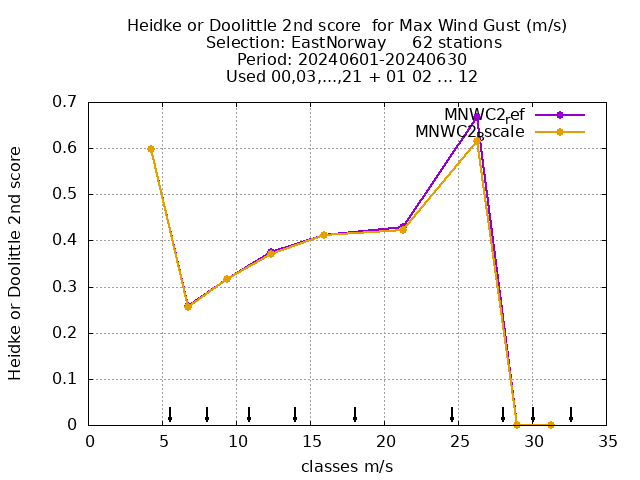 Heidke or Doolittle 2nd score  for Max Wind Gust (m/s)
Selection: EastNorway     62 stations
Period: 20240601-20240630
Used 00,03,...,21 + 01 02 ... 12
MNWC2ref
MNWC2Bscale
0.7
0.6
0.5
0.4
0.3
0.2
0.1
0
Heidke or Doolittle 2nd score
0 5 10 15 20 25 30 35
classes m/s